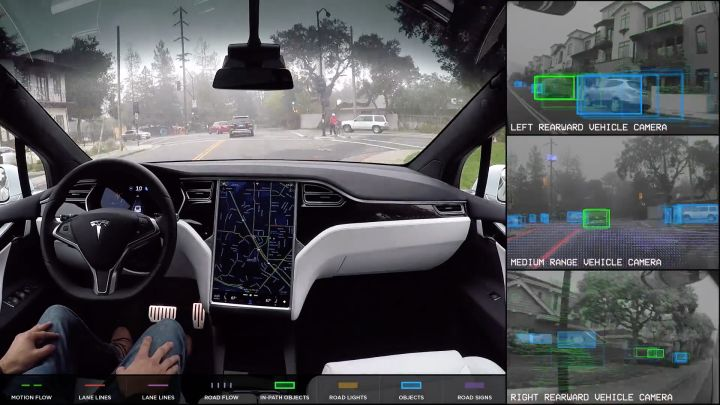 LEFT REARWARD VEHICLE CAMERA
MEDIUM RANGE VEHICLE CAMERA
RIGHT REARWARD VEHICLE CAMERA
MOTION FLOW
LANE LINES
LANE LINES
ROAD FLOW
IN-PATH OBJECTS
ROAD LIGHTS
OBJECTS
ROAD SIGNS
10